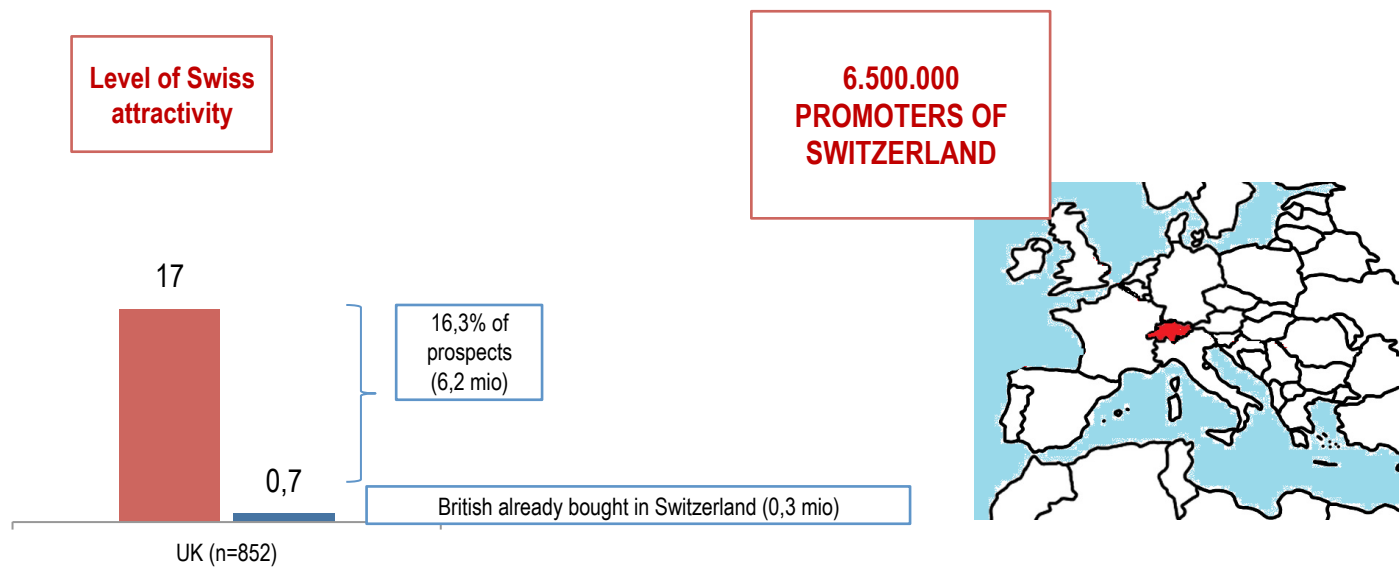 Level of Swiss
attractivity
6.500.000
PROMOTERS OF
SWITZERLAND
17
16,3% of
prospects
(6,2 mio)
0,7
British already bought in Switzerland (0,3 mio)
UK (n=852)